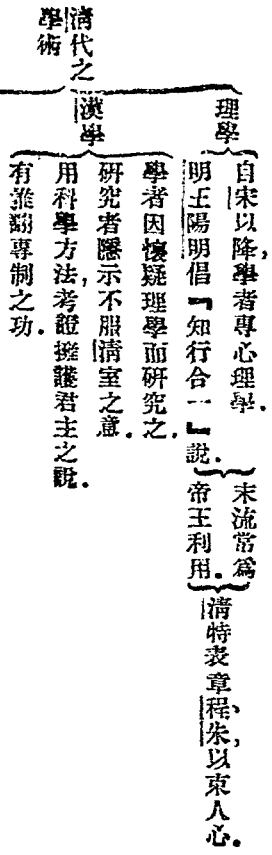 清代之
學術
理學
自宋以降，學者專心理學．
明王陽明倡『知行合一』說．
末流常爲
帝王利用．
清特表章程、朱，以束人心．
漢學
學者因懷疑理學而研究之．
研究者隱示不服清室之意．
用科學方法，考證擁護君主之說．
有推翻專制之功．